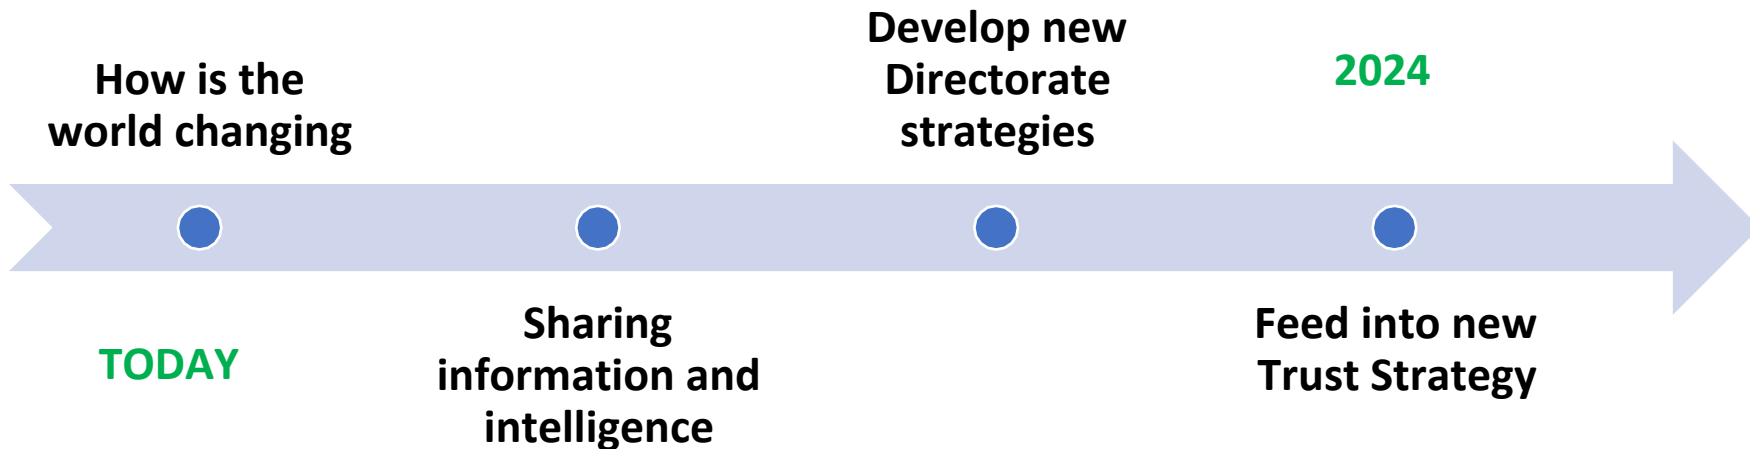 How is the
world changing
TODAY
Sharing
information and
intelligence
Develop new
Directorate
strategies
2024
Feed into new
Trust Strategy